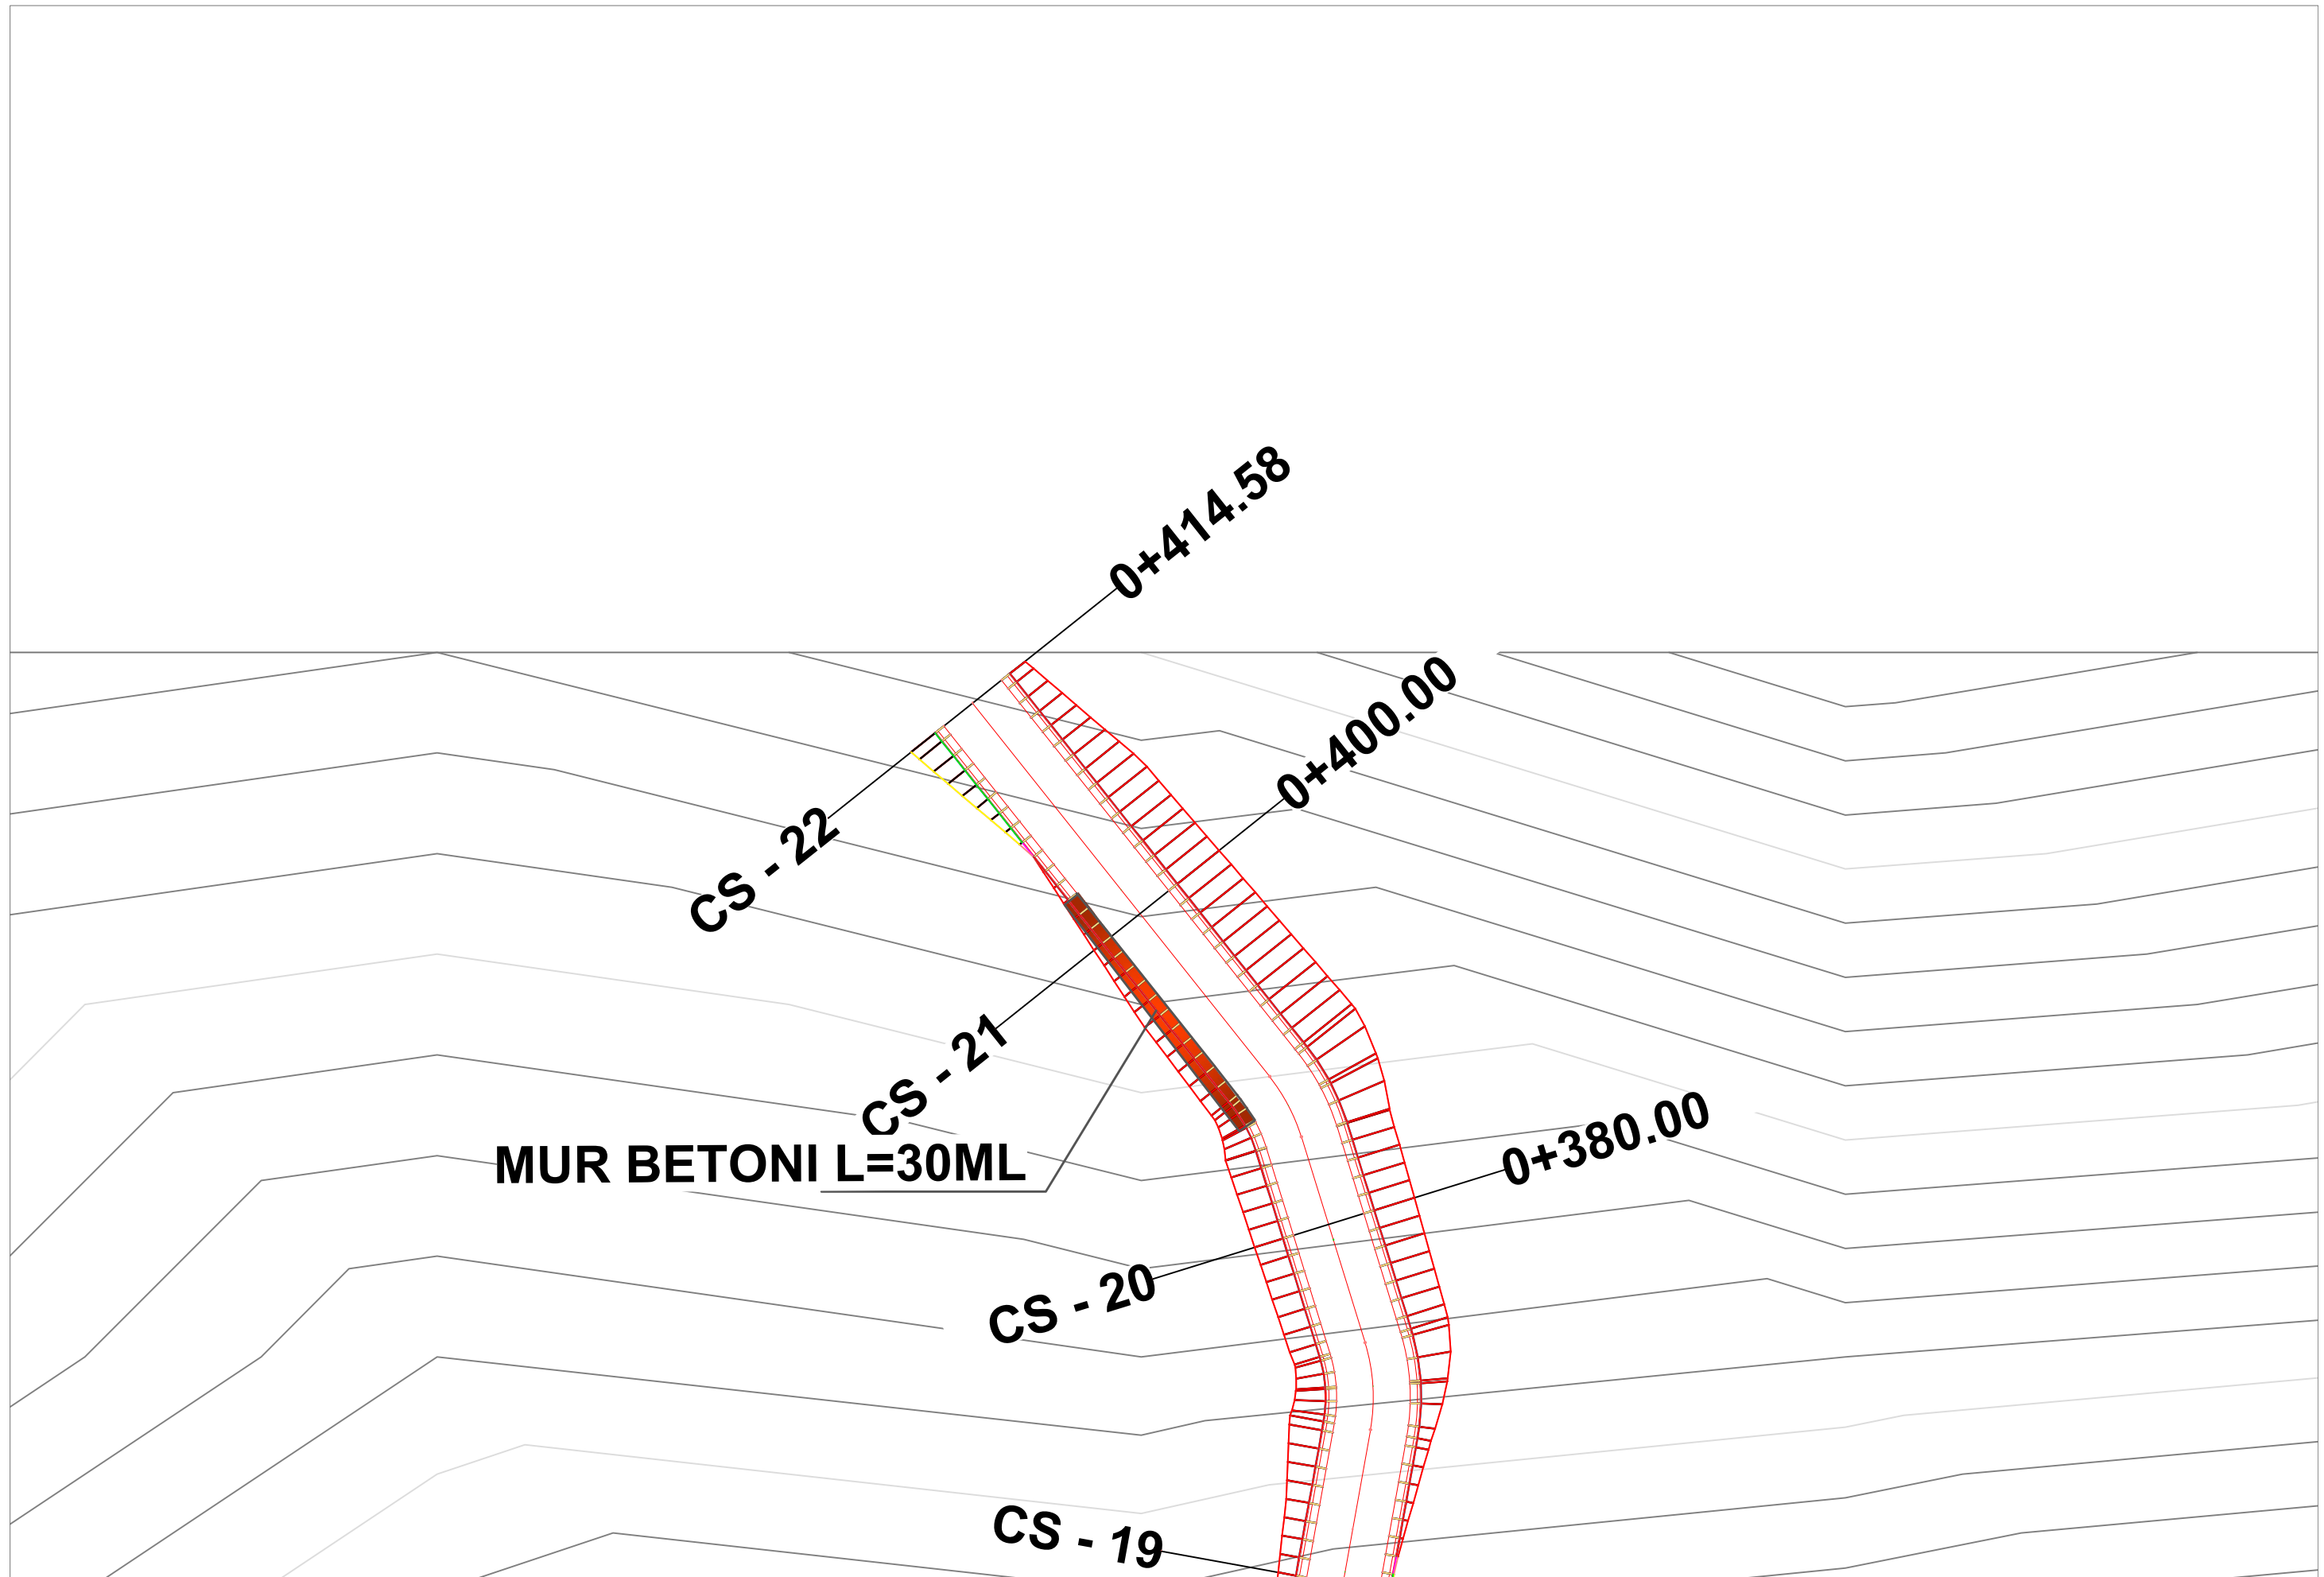 0+414.58
0+400.00
CS - 22
CS - 21
MUR BETONI L=30ML
0+380.00
CS - 20
CS - 19